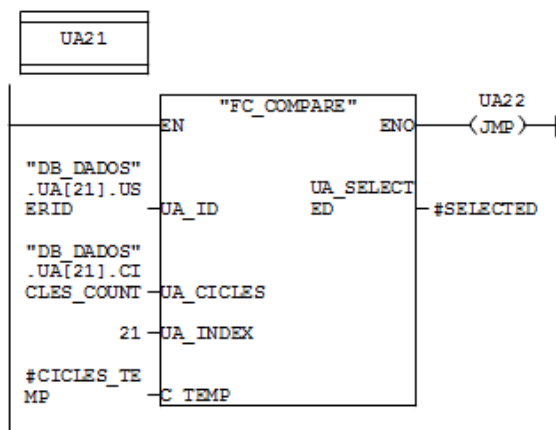 UA21
"FC_COMPARE"
UA22
EN
ENO
(JMP)
"DB_DADOS"
.UA[21].US
ERID
UA_ID
UA_SELECT
ED
#SELECTED
"DB_DADOS"
.UA[21].CI
CLES_COUNT
UA_CICLES
21
UA_INDEX
#CICLES_TE
MP
C_TEMP